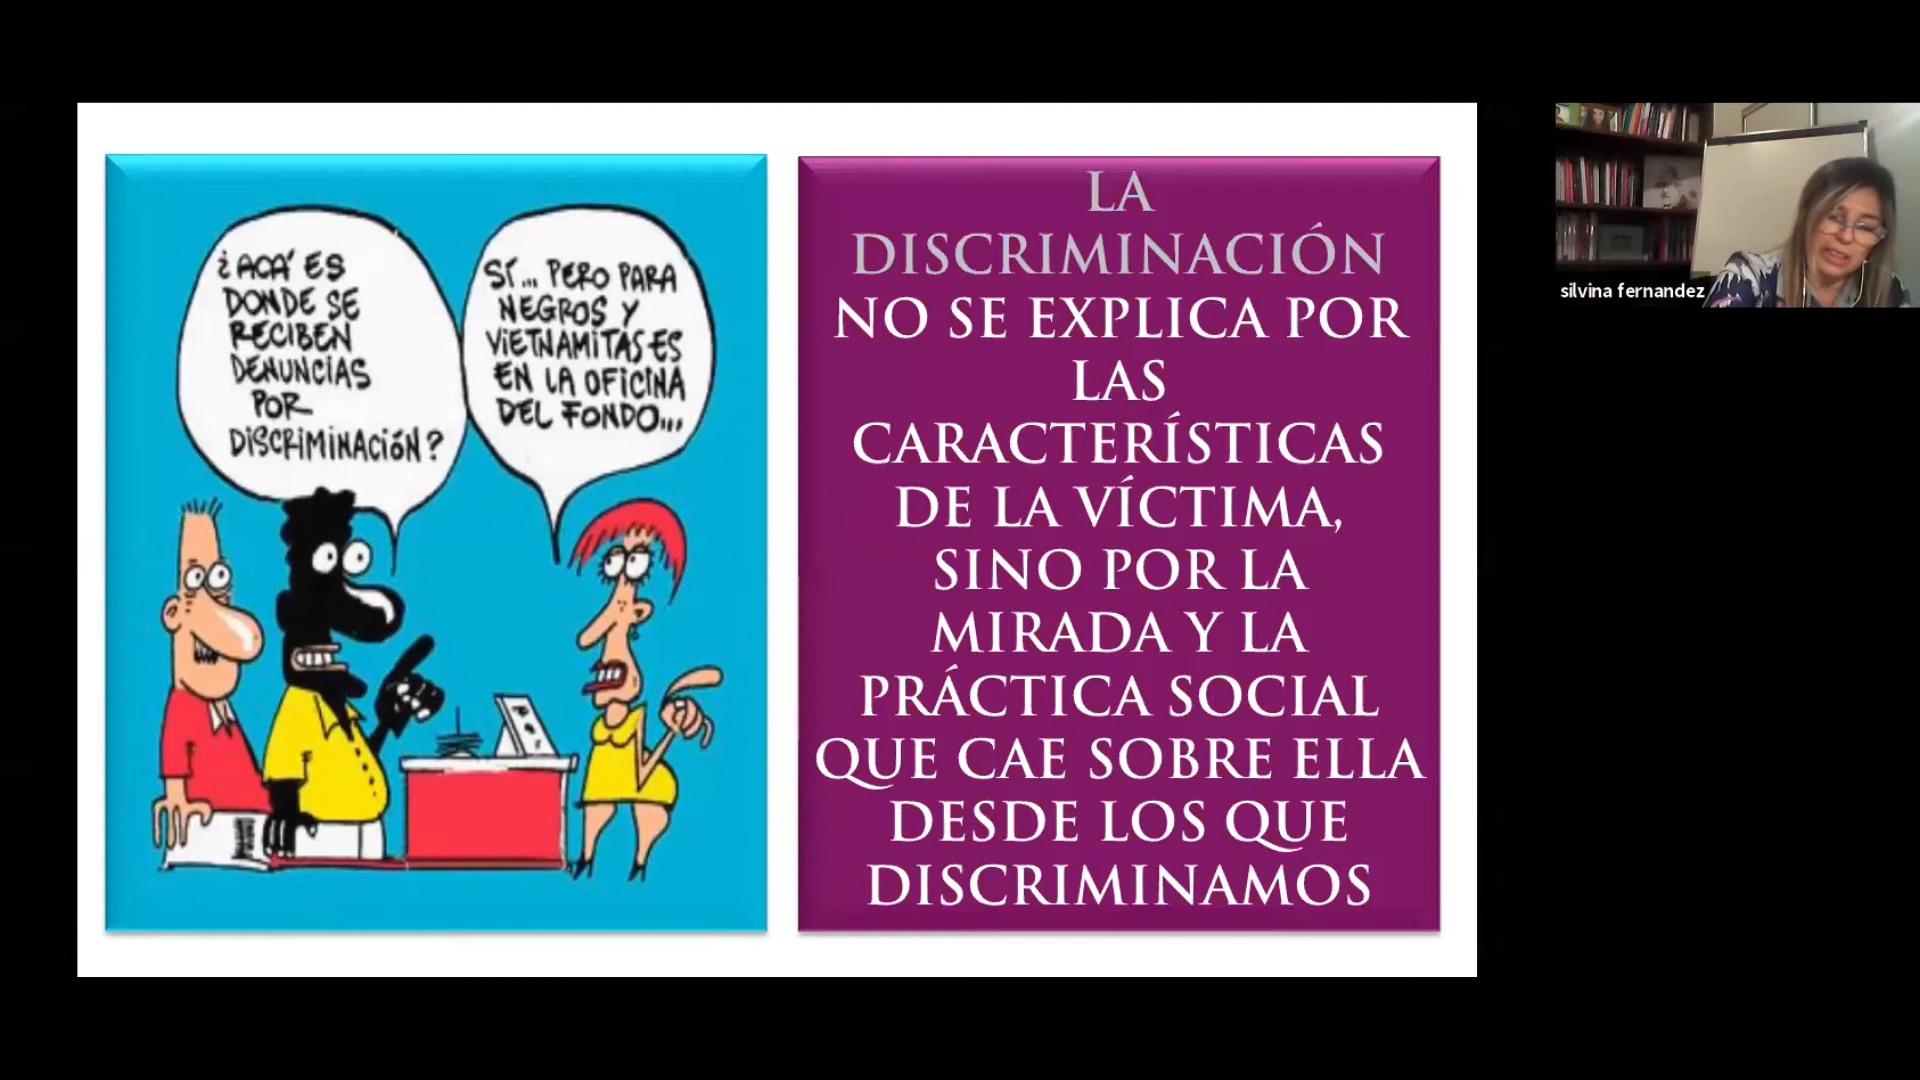 ¿ACÁ ES
DONDE SE
RECIBEN
DENUNCIAS
POR
DISCRIMINACIÓN?
SÍ... PERO PARA
NEGROS Y
VIETNAMITAS ES
EN LA OFICINA
DEL FONDO...
LA
DISCRIMINACIÓN
NO SE EXPLICA POR
LAS
CARACTERÍSTICAS
DE LA VÍCTIMA,
SINO POR LA
MIRADA Y LA
PRÁCTICA SOCIAL
QUE CAE SOBRE ELLA
DESDE LOS QUE
DISCRIMINAMOS
silvina fernandez